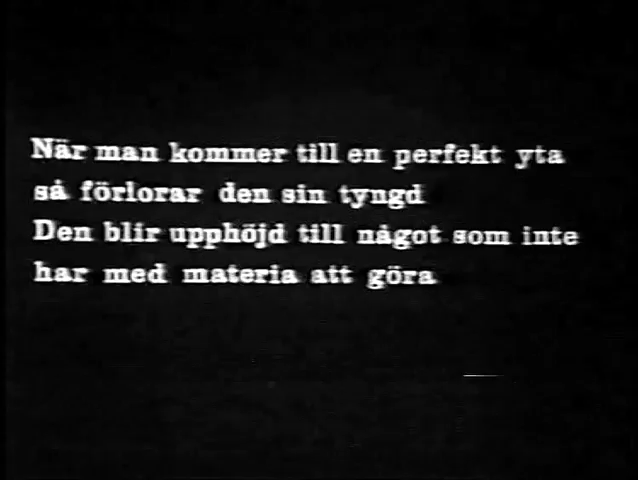 När man kommer till en perfekt yta
så förlorar den sin tyngd
Den blir upphöjd till något som inte
har med materia att göra